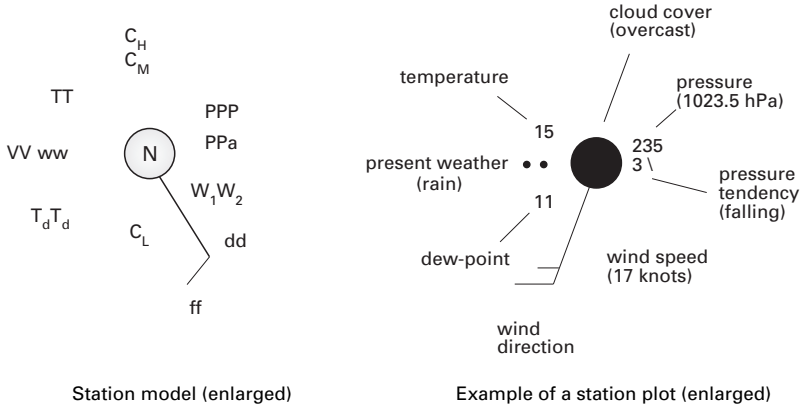 C_H
C_M
TT
PPP
PPa
VV ww
N
W₁W₂
T_dT_d
C_L
dd
ff
Station model (enlarged)
cloud cover
(overcast)
temperature
pressure
(1023.5 hPa)
15
235
present weather
(rain)
3
pressure
tendency
(falling)
11
dew-point
wind speed
(17 knots)
wind
direction
Example of a station plot (enlarged)